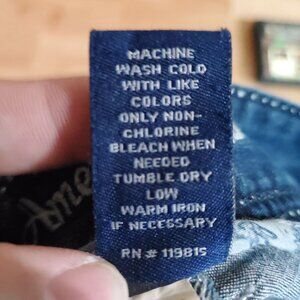 MACHINE
WASH COLD
WITH LIKE
COLORS
ONLY NON-
CHLORINE
BLEACH WHEN
NEEDED
TUMBLE DRY
LOW
WARM IRON
IF NECESSARY
RN # 119815
Ame